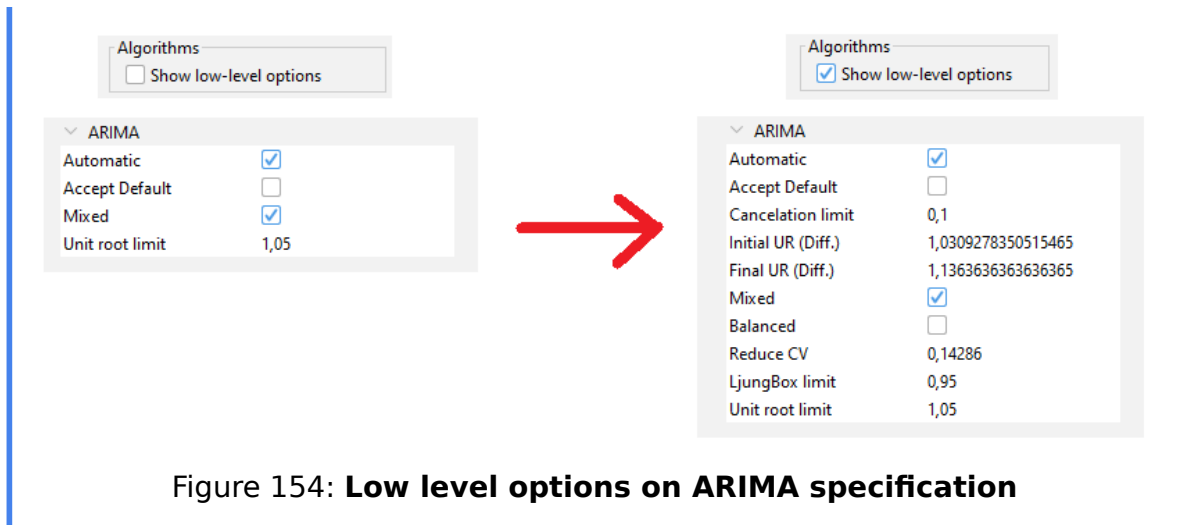 Algorithms
Show low-level options
ARIMA
Automatic
Accept Default
Mixed
Unit root limit 1,05
Algorithms
Show low-level options
ARIMA
Automatic
Accept Default
Cancelation limit 0,1
Initial UR (Diff.) 1,0309278350515465
Final UR (Diff.) 1,1363636363636365
Mixed
Balanced
Reduce CV 0,14286
LjungBox limit 0,95
Unit root limit 1,05
Figure 154: Low level options on ARIMA specification